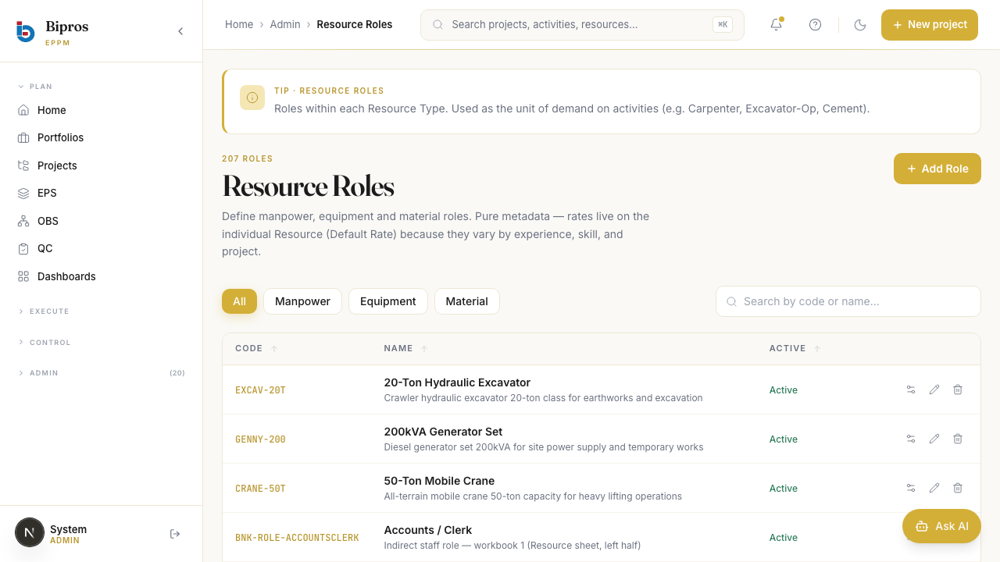 Bipros
EPPM
Home › Admin › Resource Roles
Search projects, activities, resources...
⌘K
New project
PLAN
Home
Portfolios
Projects
EPS
OBS
QC
Dashboards
EXECUTE
CONTROL
ADMIN (20)
N
System
ADMIN
TIP · RESOURCE ROLES
Roles within each Resource Type. Used as the unit of demand on activities (e.g. Carpenter, Excavator-Op, Cement).
207 ROLES
Resource Roles
Add Role
Define manpower, equipment and material roles. Pure metadata — rates live on the
individual Resource (Default Rate) because they vary by experience, skill, and
project.
All Manpower Equipment Material
Search by code or name...
CODE NAME ACTIVE
EXCAV-20T 20-Ton Hydraulic Excavator Active
Crawler hydraulic excavator 20-ton class for earthworks and excavation
GENNY-200 200kVA Generator Set Active
Diesel generator set 200kVA for site power supply and temporary works
CRANE-50T 50-Ton Mobile Crane Active
All-terrain mobile crane 50-ton capacity for heavy lifting operations
BNK-ROLE-ACCOUNTSCLERK Accounts / Clerk Active
Indirect staff role — workbook 1 (Resource sheet, left half)
Ask AI